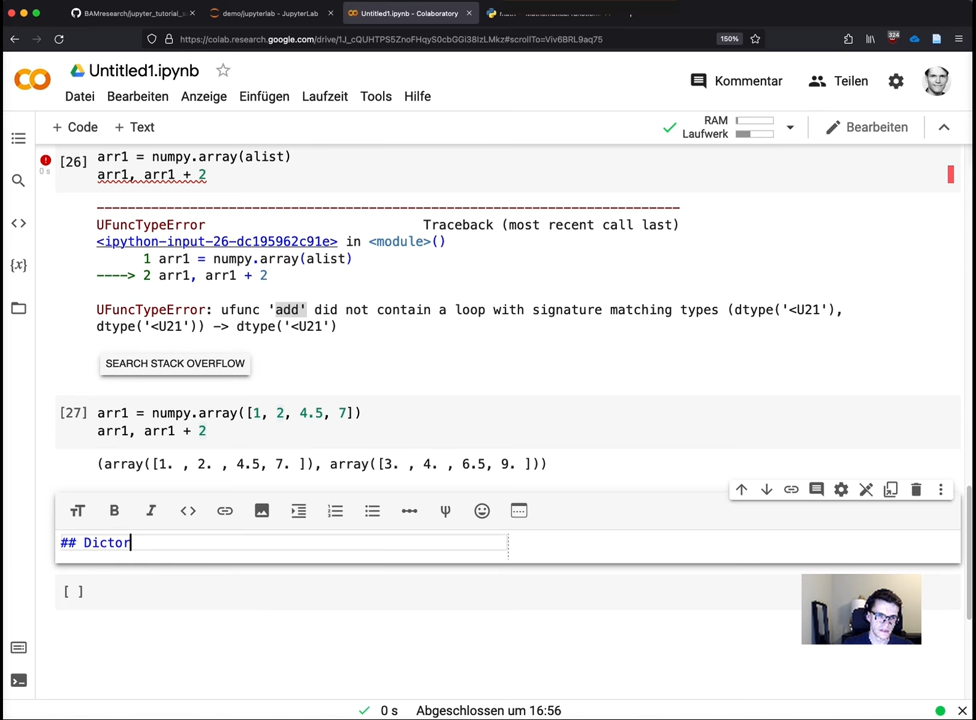 BAMresearch/jupyter_tutorial_s
demo/jupyterlab - JupyterLab
Untitled1.ipynb - Colaboratory
https://colab.research.google.com/drive/1J_cQUHTPS5ZnoFHqyS0cbGGi38IzLMkz#scrollTo=Viv6BRL9aq75
150%
224
Untitled1.ipynb
Kommentar
Teilen
Datei Bearbeiten Anzeige Einfügen Laufzeit Tools Hilfe
+ Code + Text
RAM
Laufwerk
Bearbeiten
[26] arr1 = numpy.array(alist)
0 s
arr1, arr1 + 2
---------------------------------------------------------------------------
UFuncTypeError Traceback (most recent call last)
<ipython-input-26-dc195962c91e> in <module>()
1 arr1 = numpy.array(alist)
----> 2 arr1, arr1 + 2
UFuncTypeError: ufunc 'add' did not contain a loop with signature matching types (dtype('<U21'),
dtype('<U21')) -> dtype('<U21')
SEARCH STACK OVERFLOW
[27] arr1 = numpy.array([1, 2, 4.5, 7])
arr1, arr1 + 2
(array([1. , 2. , 4.5, 7. ]), array([3. , 4. , 6.5, 9. ]))
## Dictor
[ ]
0 s Abgeschlossen um 16:56